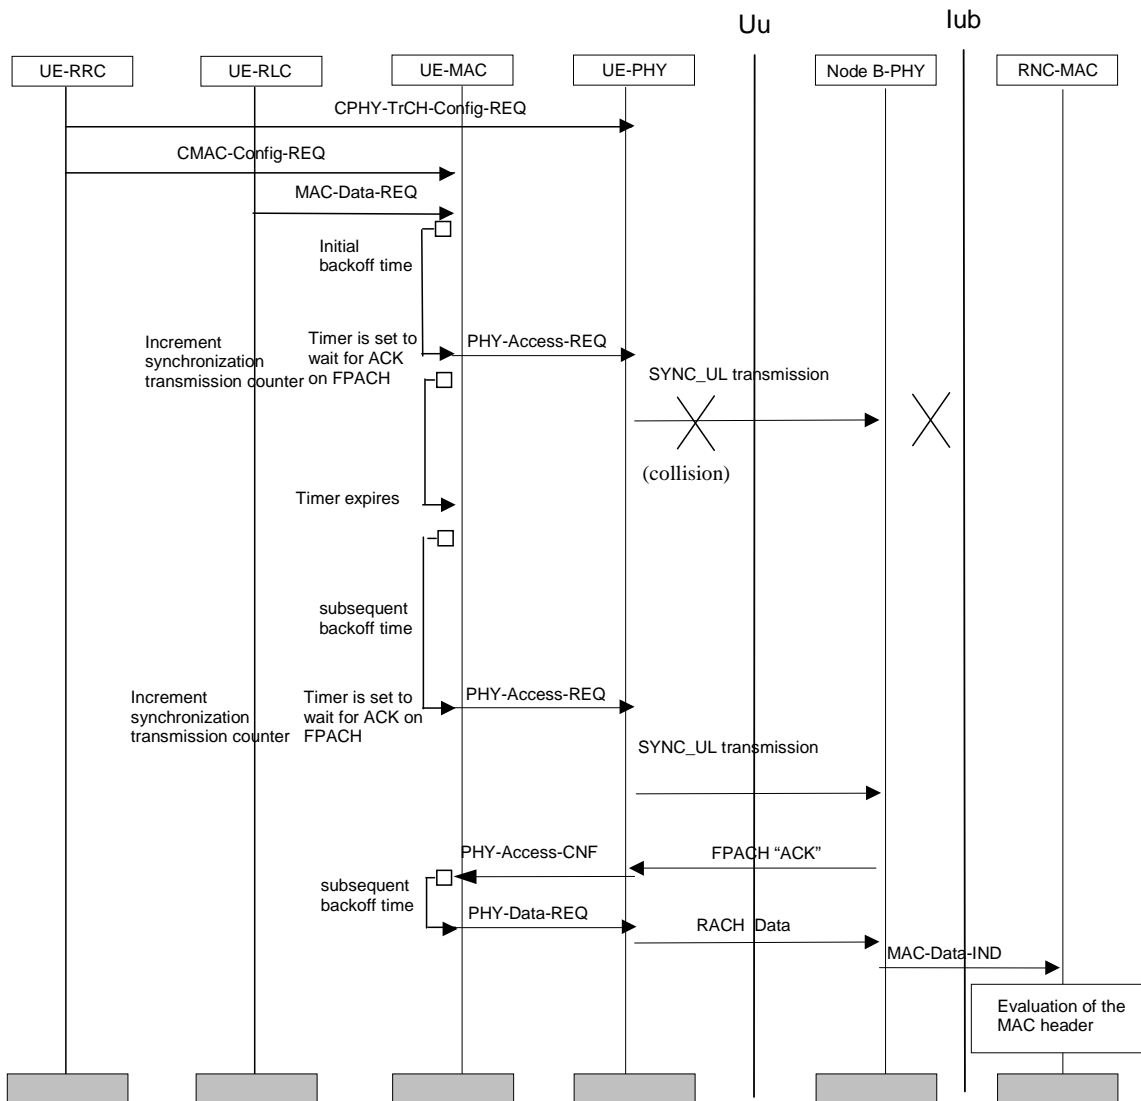 Uu
Iub
UE-RRC
UE-RLC
UE-MAC
UE-PHY
Node B-PHY
RNC-MAC
CPHY-TrCH-Config-REQ
CMAC-Config-REQ
MAC-Data-REQ
Initial
backoff time
Increment
synchronization
transmission counter
Timer is set to
wait for ACK
on FPACH
PHY-Access-REQ
SYNC_UL transmission
(collision)
Timer expires
subsequent
backoff time
Increment
synchronization
transmission counter
Timer is set to
wait for ACK on
FPACH
PHY-Access-REQ
SYNC_UL transmission
PHY-Access-CNF
FPACH “ACK”
subsequent
backoff time
PHY-Data-REQ
RACH Data
MAC-Data-IND
Evaluation of the
MAC header